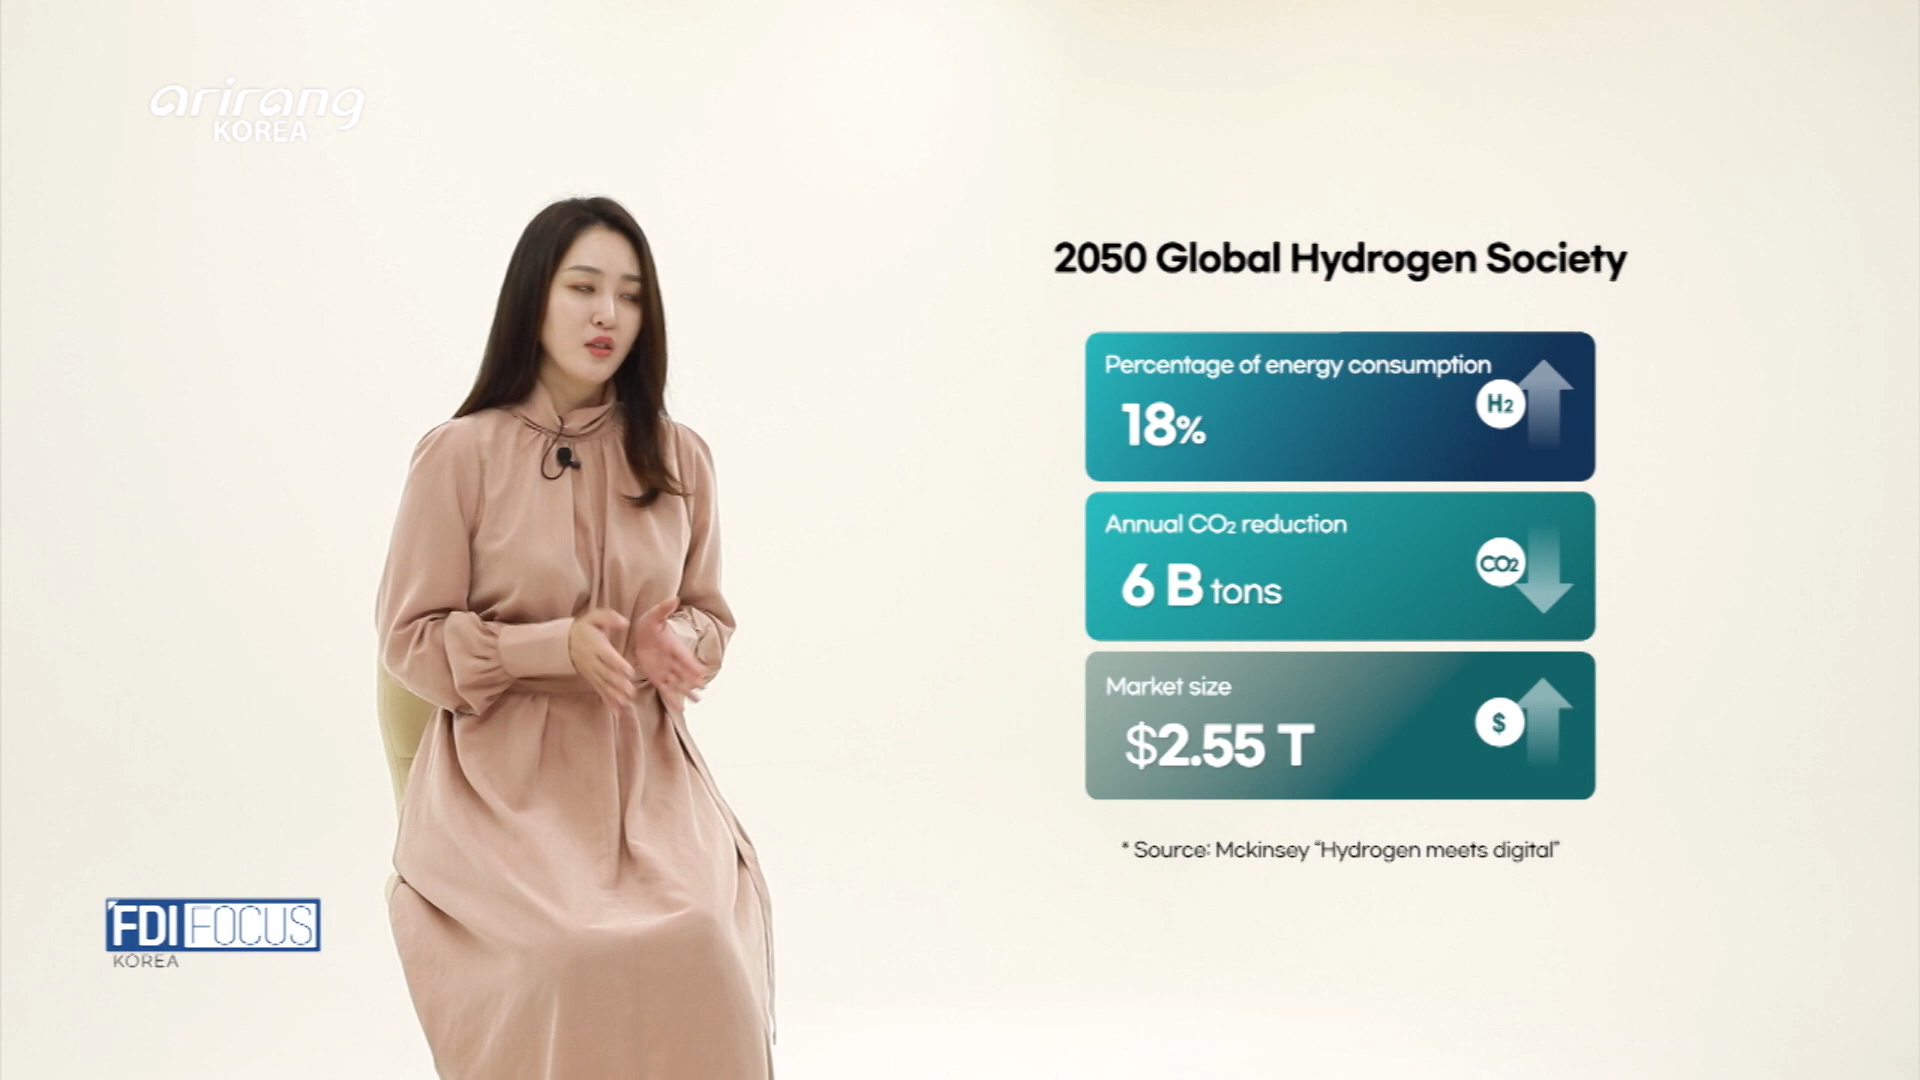 arirang
KOREA
2050 Global Hydrogen Society
Percentage of energy consumption
18%
H2
Annual CO2 reduction
6 B tons
CO2
Market size
$2.55 T
$
* Source: Mckinsey “Hydrogen meets digital”
FDI FOCUS
KOREA